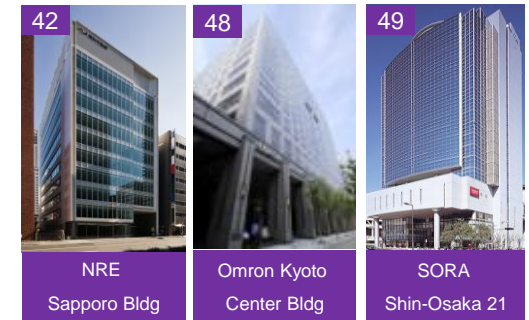 42
48
49
NRE
Sapporo Bldg
Omron Kyoto
Center Bldg
SORA
Shin-Osaka 21